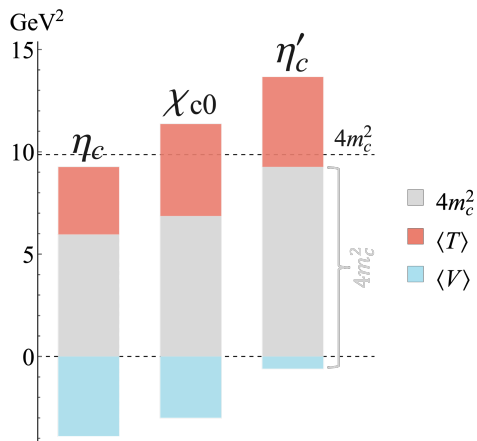 GeV²
15
10
5
0
η_c
χ_c0
η′_c
4m_c²
4m_c²
4m_c²
⟨T⟩
⟨V⟩